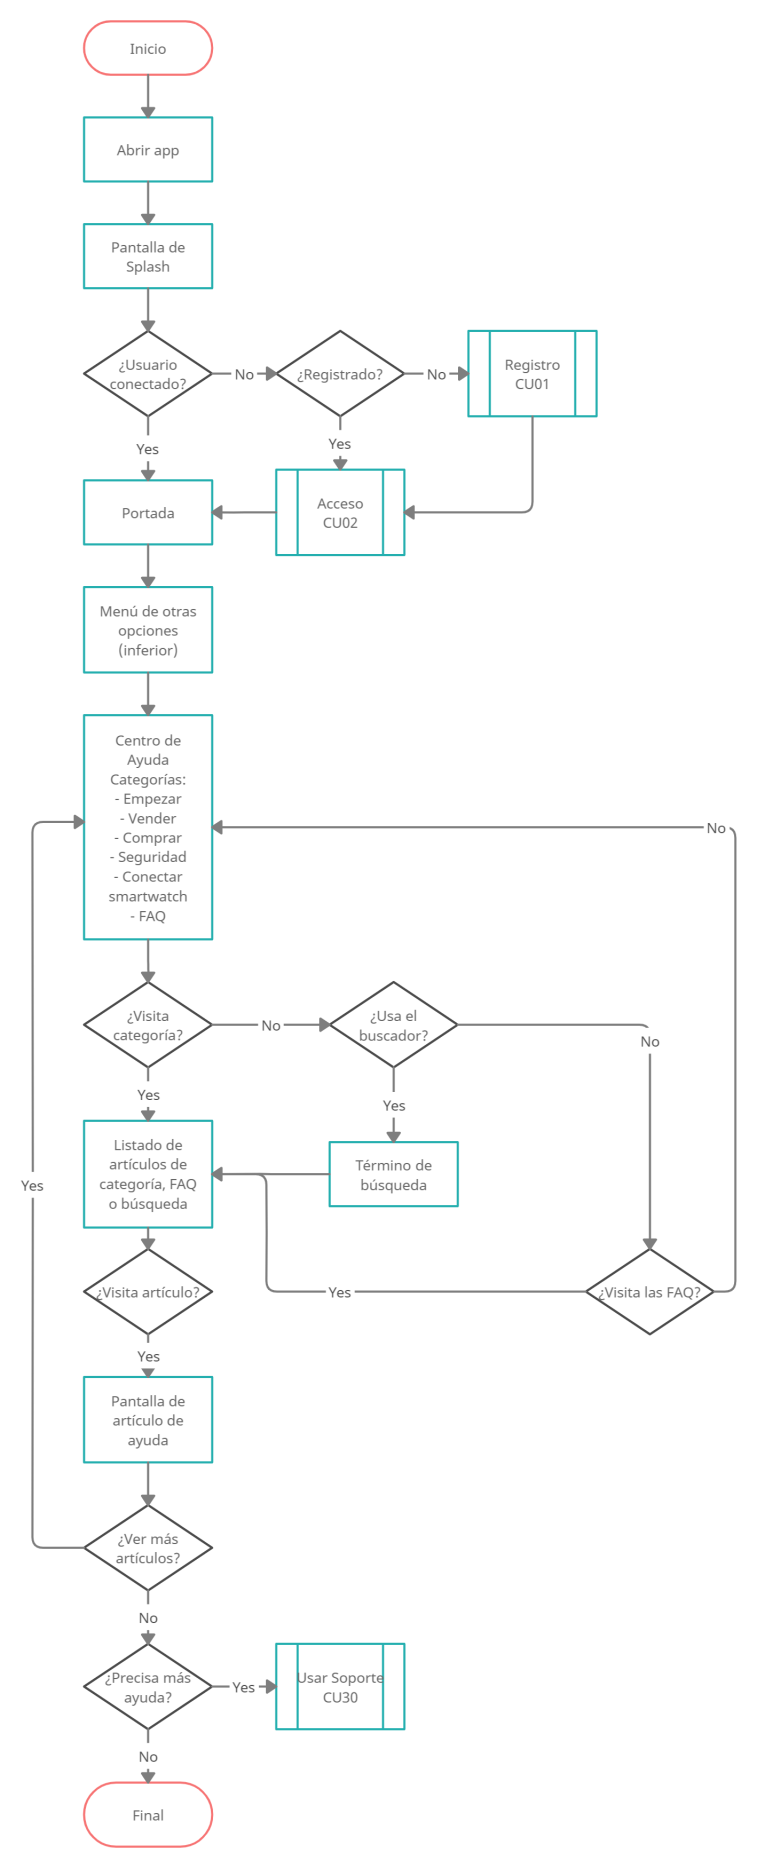 Inicio
Abrir app
Pantalla de
Splash
¿Usuario
conectado?
No
¿Registrado?
No
Registro
CU01
Yes
Yes
Portada
Acceso
CU02
Menú de otras
opciones
(inferior)
Centro de
Ayuda
Categorías:
- Empezar
- Vender
- Comprar
- Seguridad
- Conectar
smartwatch
- FAQ
No
¿Visita
categoría?
No
¿Usa el
buscador?
No
Yes
Yes
Listado de
artículos de
categoría, FAQ
o búsqueda
Término de
búsqueda
Yes
¿Visita artículo?
Yes
¿Visita las FAQ?
Yes
Pantalla de
artículo de
ayuda
¿Ver más
artículos?
No
¿Precisa más
ayuda?
Yes
Usar Soporte
CU30
No
Final